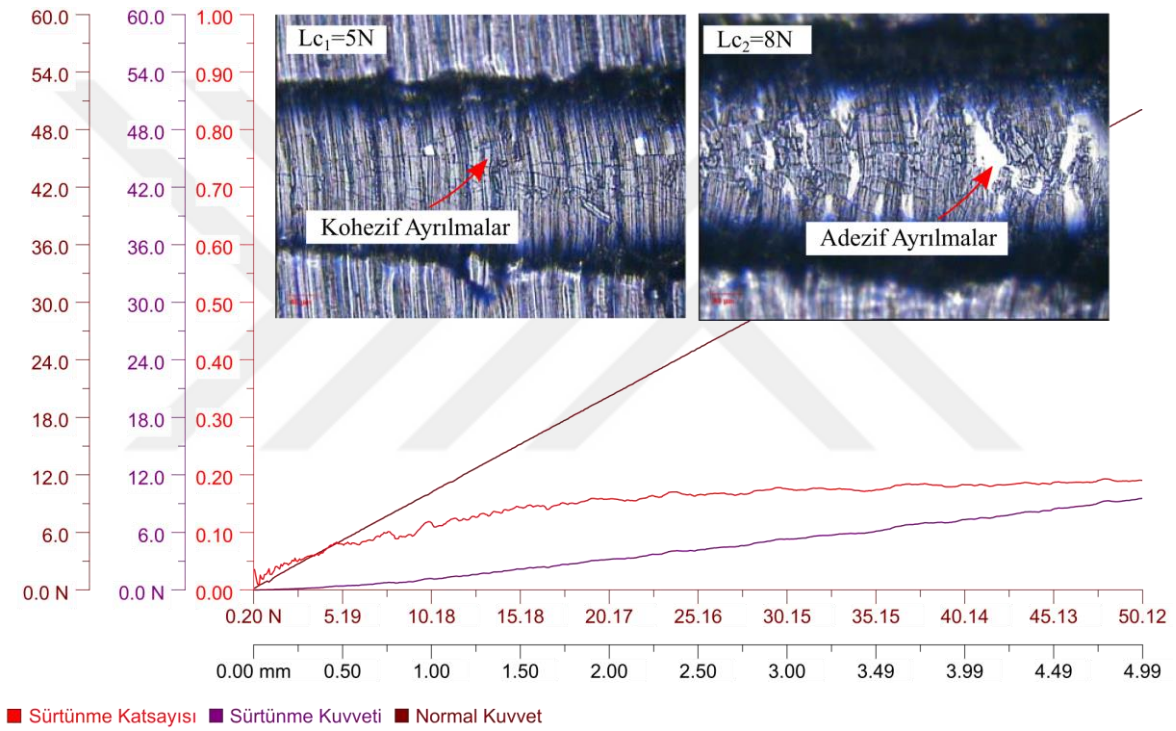 60.0 60.0 1.00
54.0 54.0 0.90
48.0 48.0 0.80
42.0 42.0 0.70
36.0 36.0 0.60
30.0 30.0 0.50
24.0 24.0 0.40
18.0 18.0 0.30
12.0 12.0 0.20
6.0 6.0 0.10
0.0 N 0.0 N 0.00
Lc₁=5N
Kohezif Ayrılmalar
Lc₂=8N
Adezif Ayrılmalar
0.20 N 5.19 10.18 15.18 20.17 25.16 30.15 35.15 40.14 45.13 50.12
0.00 mm 0.50 1.00 1.50 2.00 2.50 3.00 3.49 3.99 4.49 4.99
Sürtünme Katsayısı Sürtünme Kuvveti Normal Kuvvet